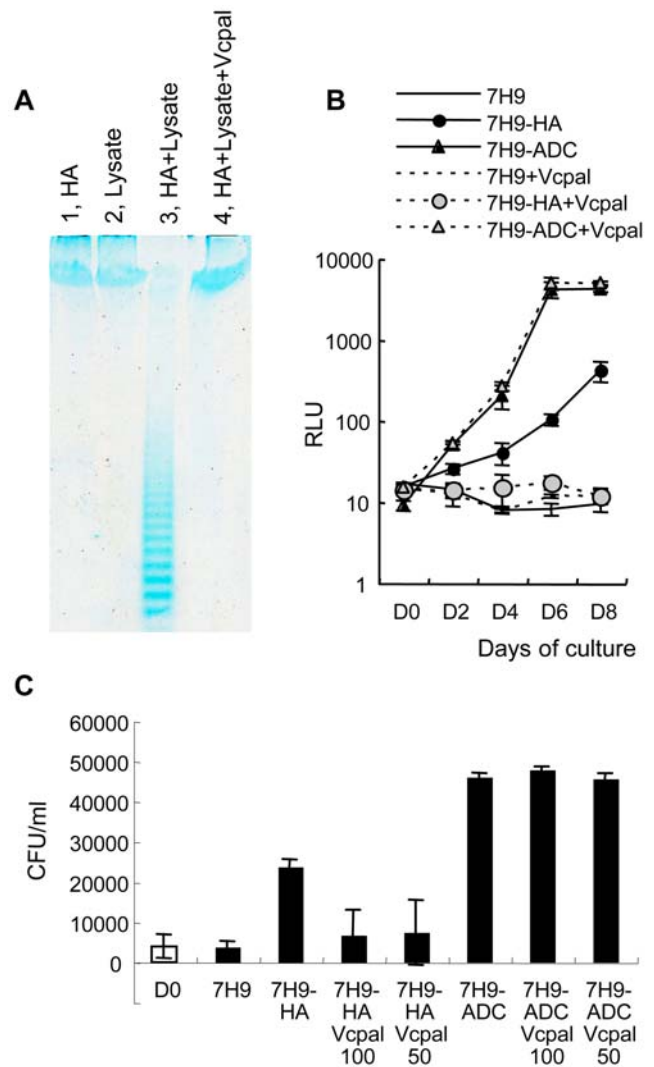 A
1, HA
2, Lysate
3, HA+Lysate
4, HA+Lysate+Vcpal
B
7H9
7H9-HA
7H9-ADC
7H9+Vcpal
7H9-HA+Vcpal
7H9-ADC+Vcpal
10000
1000
100
10
1
RLU
D0 D2 D4 D6 D8
Days of culture
C
60000
50000
40000
30000
20000
10000
0
CFU/ml
D0
7H9
7H9-
HA
7H9-
HA
Vcpal
100
7H9-
HA
Vcpal
50
7H9-
ADC
7H9-
ADC
Vcpal
100
7H9-
ADC
Vcpal
50